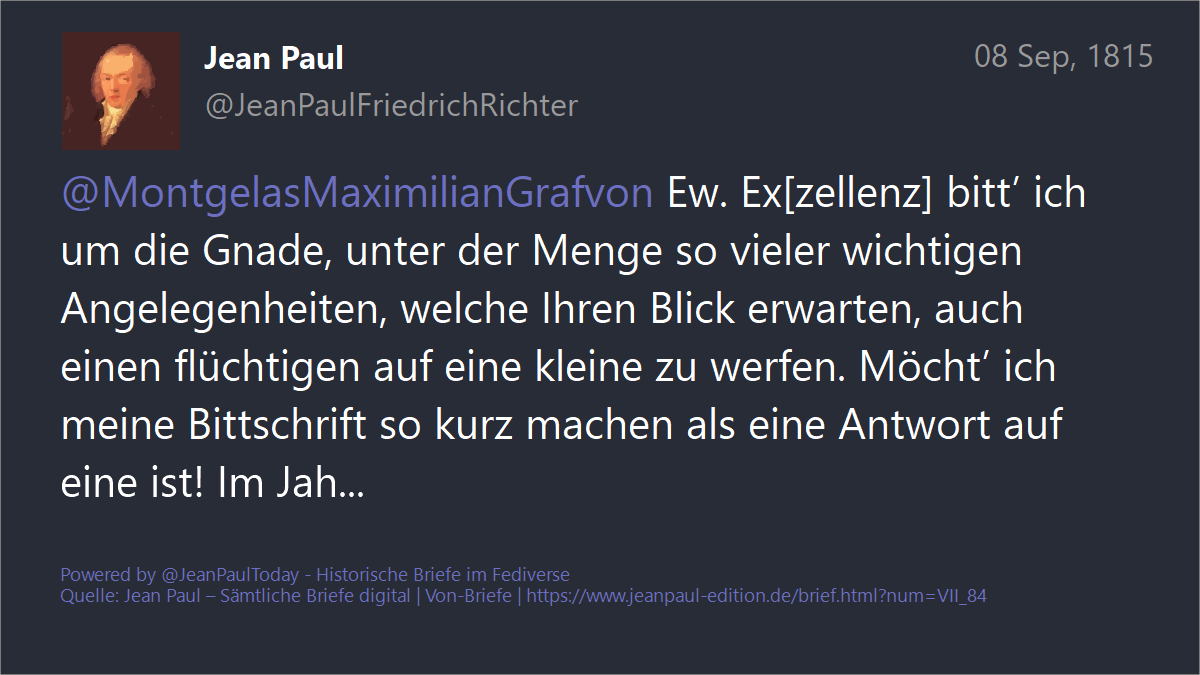 Jean Paul
08 Sep, 1815
@JeanPaulFriedrichRichter
@MontgelasMaximilianGrafvon Ew. Ex[zellenz] bitt’ ich
um die Gnade, unter der Menge so vieler wichtigen
Angelegenheiten, welche Ihren Blick erwarten, auch
einen flüchtigen auf eine kleine zu werfen. Möcht’ ich
meine Bittschrift so kurz machen als eine Antwort auf
eine ist! Im Jah...
Powered by @JeanPaulToday - Historische Briefe im Fediverse
Quelle: Jean Paul – Sämtliche Briefe digital | Von-Briefe | https://www.jeanpaul-edition.de/brief.html?num=VII_84